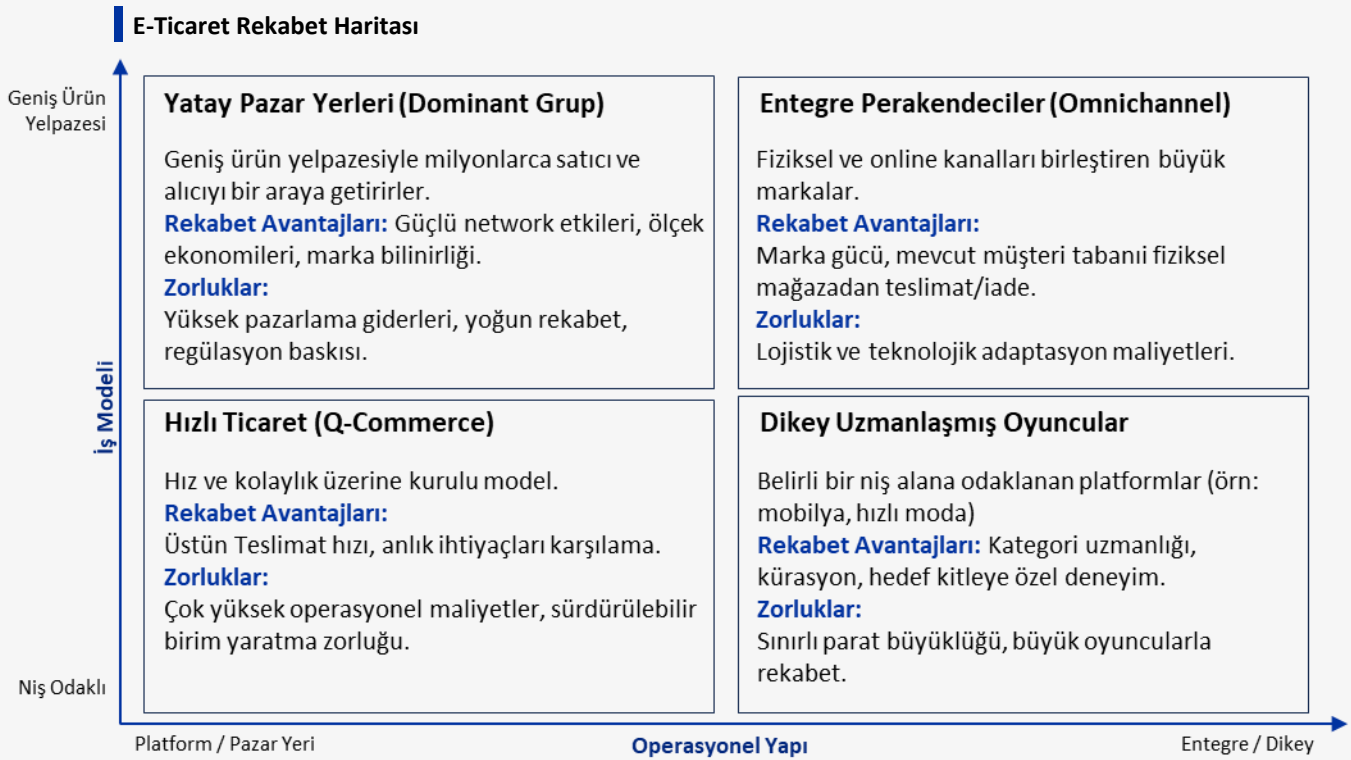 E-Ticaret Rekabet Haritası
Geniş Ürün
Yelpazesi
Yatay Pazar Yerleri (Dominant Grup)
Geniş ürün yelpazesiyle milyonlarca satıcı ve
alıcıyı bir araya getirirler.
Rekabet Avantajları: Güçlü network etkileri, ölçek
ekonomileri, marka bilinirliği.
Zorluklar:
Yüksek pazarlama giderleri, yoğun rekabet,
regülasyon baskısı.
Entegre Perakendeciler (Omnichannel)
Fiziksel ve online kanalları birleştiren büyük
markalar.
Rekabet Avantajları:
Marka gücü, mevcut müşteri tabanıi fiziksel
mağazadan teslimat/iade.
Zorluklar:
Lojistik ve teknolojik adaptasyon maliyetleri.
İş Modeli
Hızlı Ticaret (Q-Commerce)
Hız ve kolaylık üzerine kurulu model.
Rekabet Avantajları:
Üstün Teslimat hızı, anlık ihtiyaçları karşılama.
Zorluklar:
Çok yüksek operasyonel maliyetler, sürdürülebilir
birim yaratma zorluğu.
Dikey Uzmanlaşmış Oyuncular
Belirli bir niş alana odaklanan platformlar (örn:
mobilya, hızlı moda)
Rekabet Avantajları: Kategori uzmanlığı,
kürasyon, hedef kitleye özel deneyim.
Zorluklar:
Sınırlı parat büyüklüğü, büyük oyuncularla
rekabet.
Niş Odaklı
Platform / Pazar Yeri
Operasyonel Yapı
Entegre / Dikey